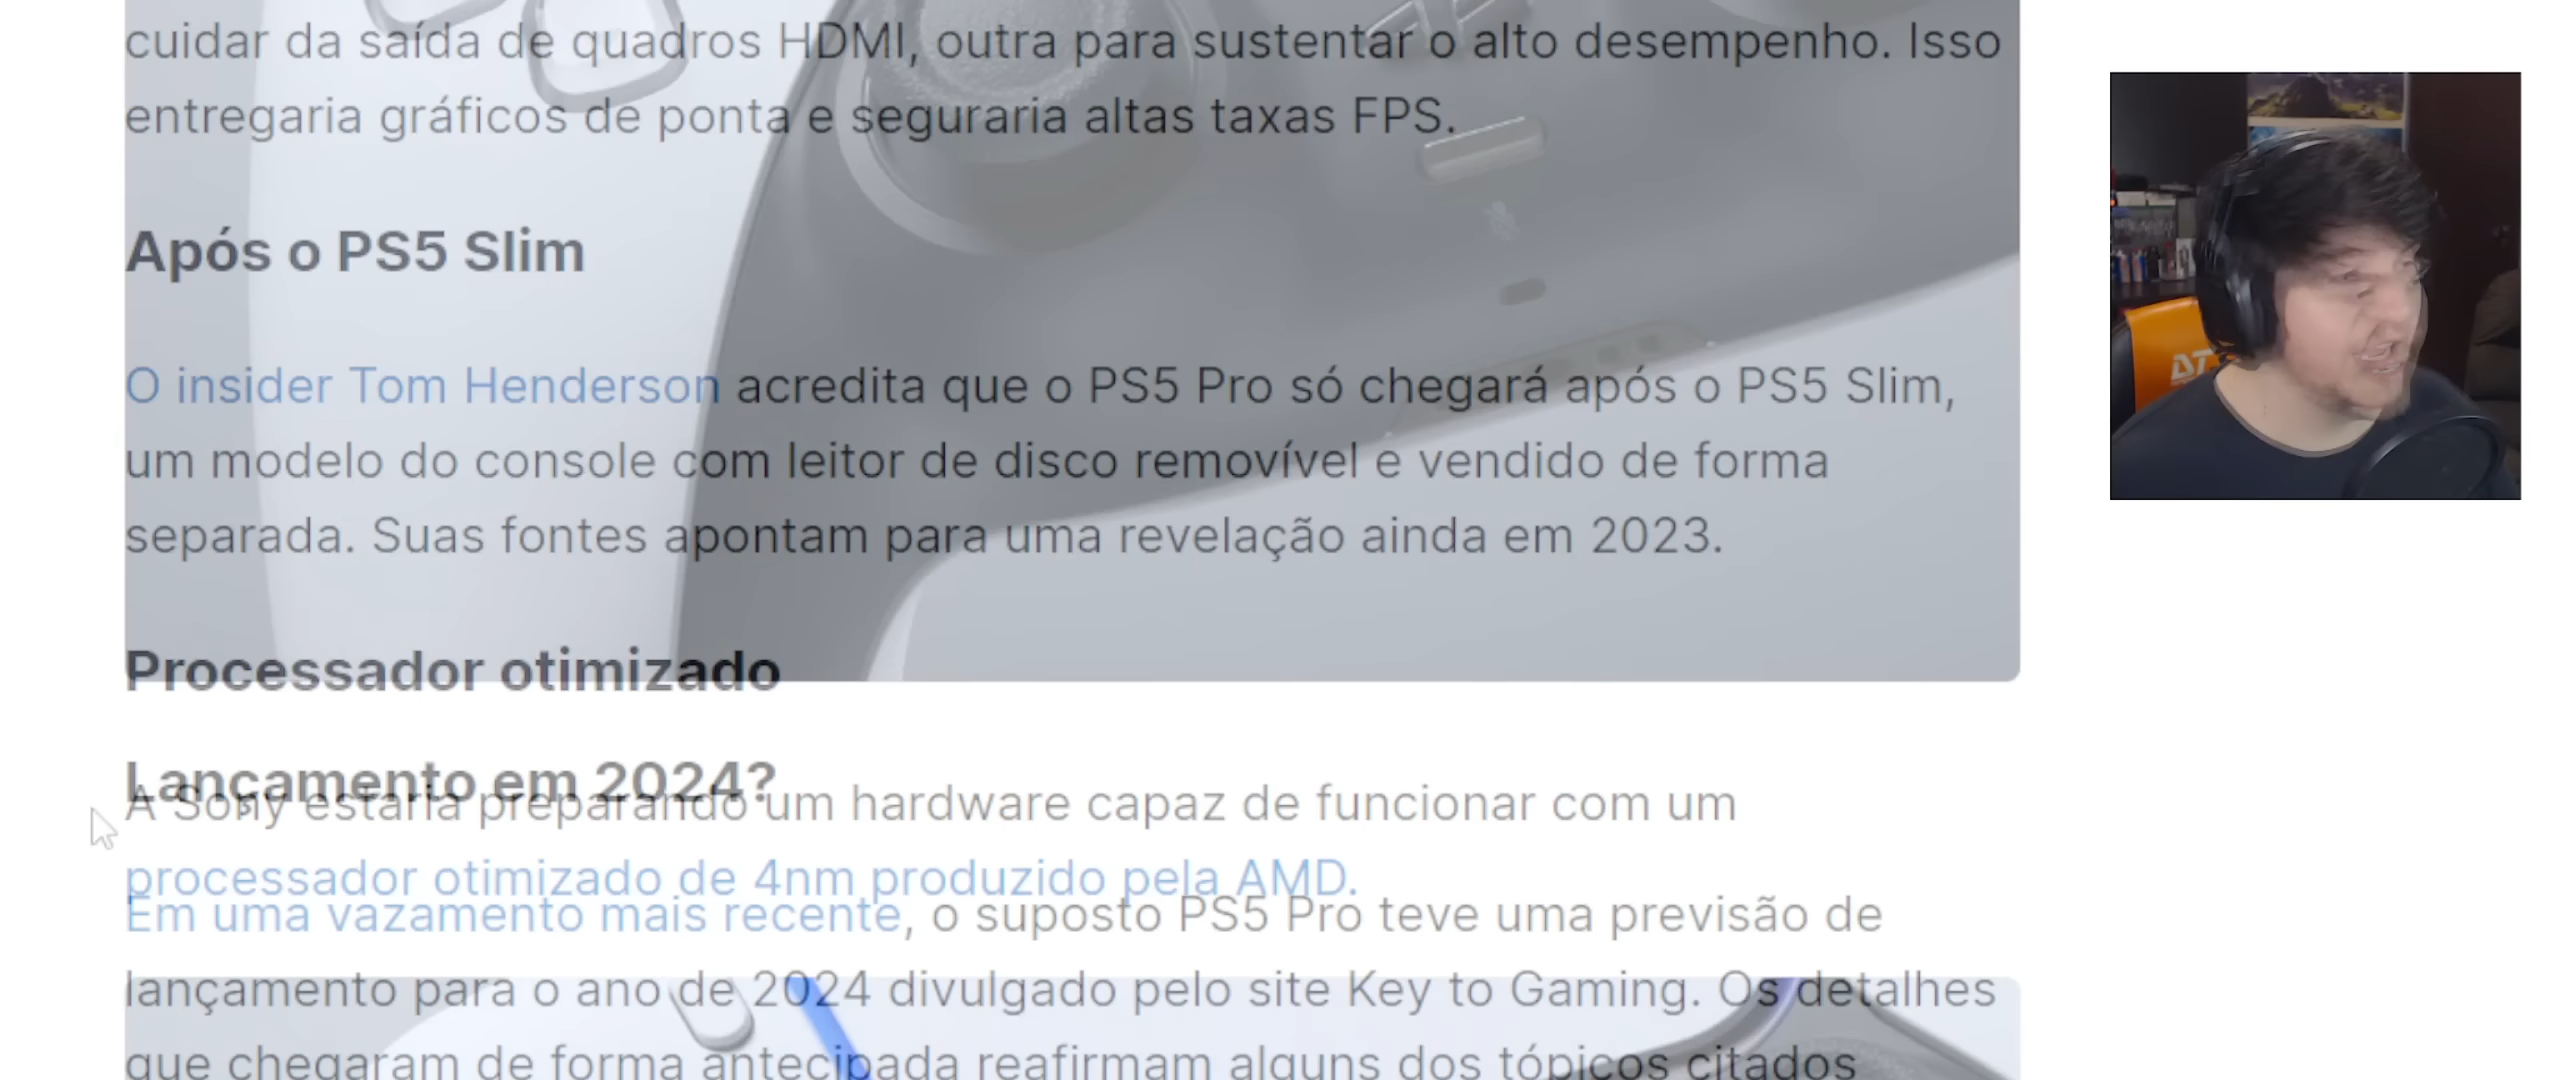 cuidar da saída de quadros HDMI, outra para sustentar o alto desempenho. Isso
entregaria gráficos de ponta e seguraria altas taxas FPS.
Após o PS5 Slim
O insider Tom Henderson acredita que o PS5 Pro só chegará após o PS5 Slim,
um modelo do console com leitor de disco removível e vendido de forma
separada. Suas fontes apontam para uma revelação ainda em 2023.
Processador otimizado
Lançamento em 2024?
A Sony estaria preparando um hardware capaz de funcionar com um
processador otimizado de 4nm produzido pela AMD.
Em uma vazamento mais recente, o suposto PS5 Pro teve uma previsão de
lançamento para o ano de 2024 divulgado pelo site Key to Gaming. Os detalhes
que chegaram de forma antecipada reafirmam alguns dos tópicos citados
DT